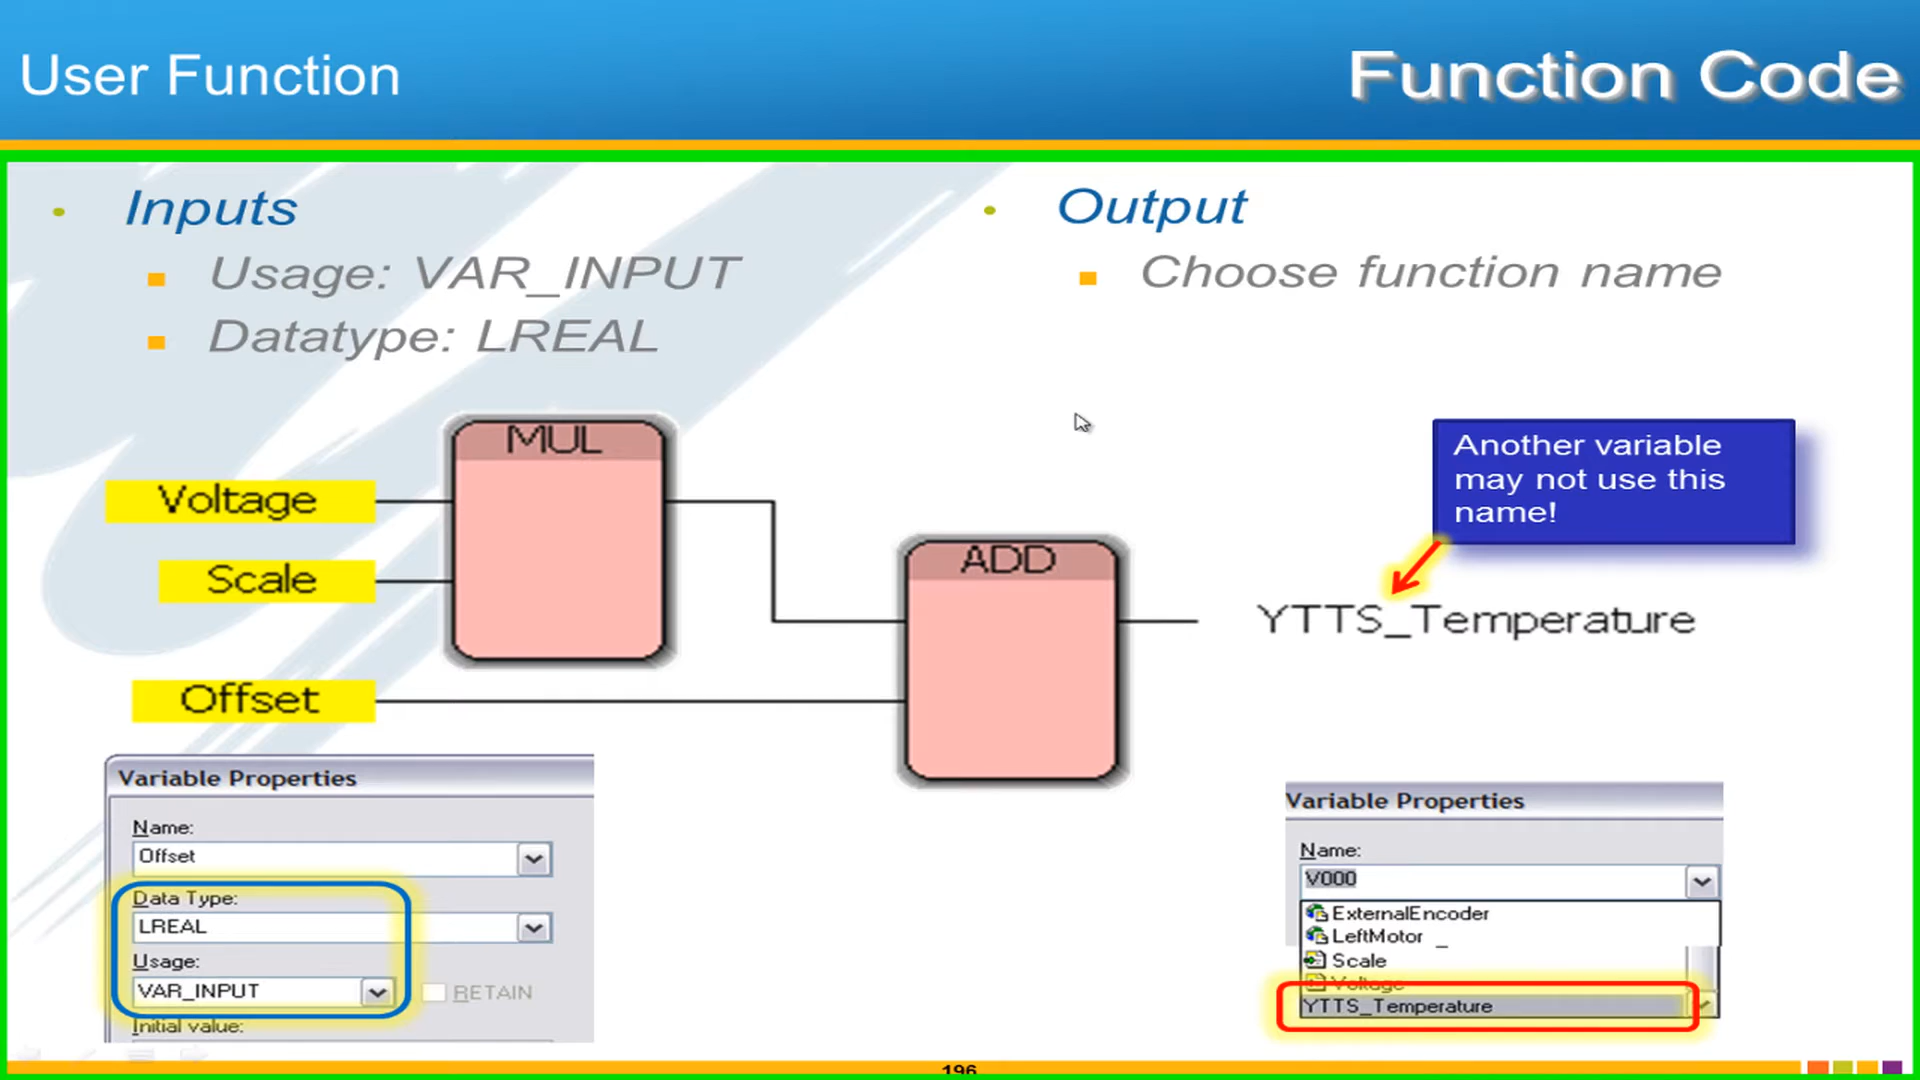 User Function
Function Code
Inputs
Usage: VAR_INPUT
Datatype: LREAL
Output
Choose function name
MUL
Voltage
Scale
Offset
ADD
Another variable
may not use this
name!
YTTS_Temperature
Variable Properties
Name:
Offset
Data Type:
LREAL
Usage:
VAR_INPUT
RETAIN
Initial value:
Variable Properties
Name:
V000
ExternalEncoder
LeftMotor _
Scale
Voltage
YTTS_Temperature
196